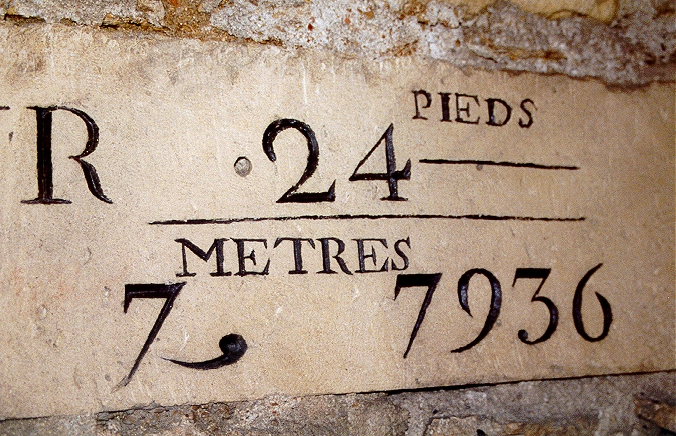 R · 24 PIEDS
METRES
7, 7936